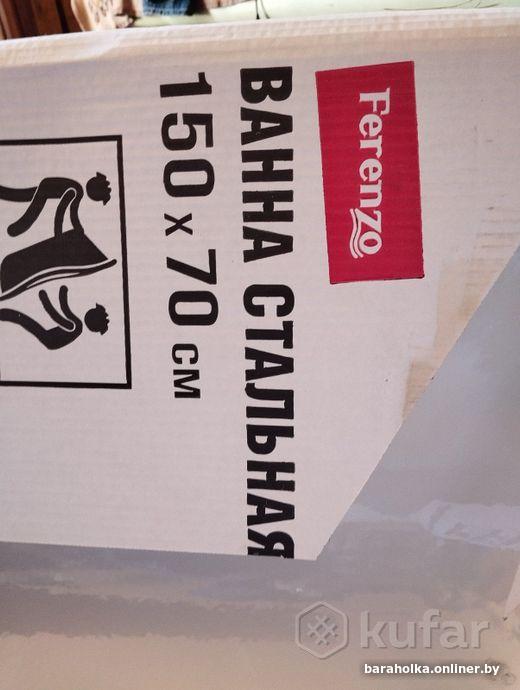 Ferenzo
ВАННА СТАЛЬНАЯ
150 x 70 см
kufar
baraholka.onliner.by